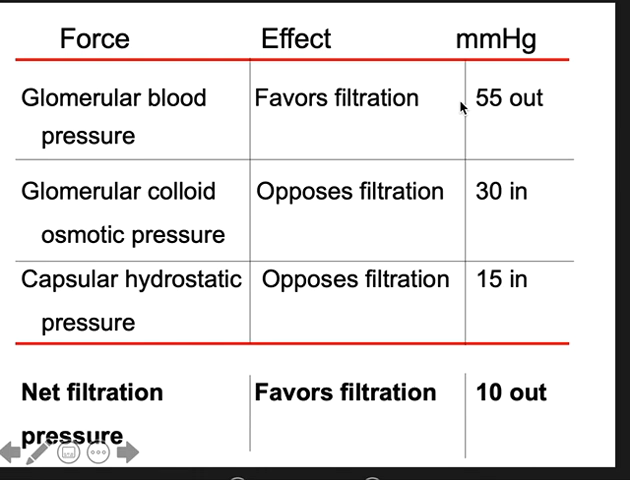 Force Effect mmHg
Glomerular blood Favors filtration 55 out
pressure
Glomerular colloid Opposes filtration 30 in
osmotic pressure
Capsular hydrostatic Opposes filtration 15 in
pressure
Net filtration Favors filtration 10 out
pressure